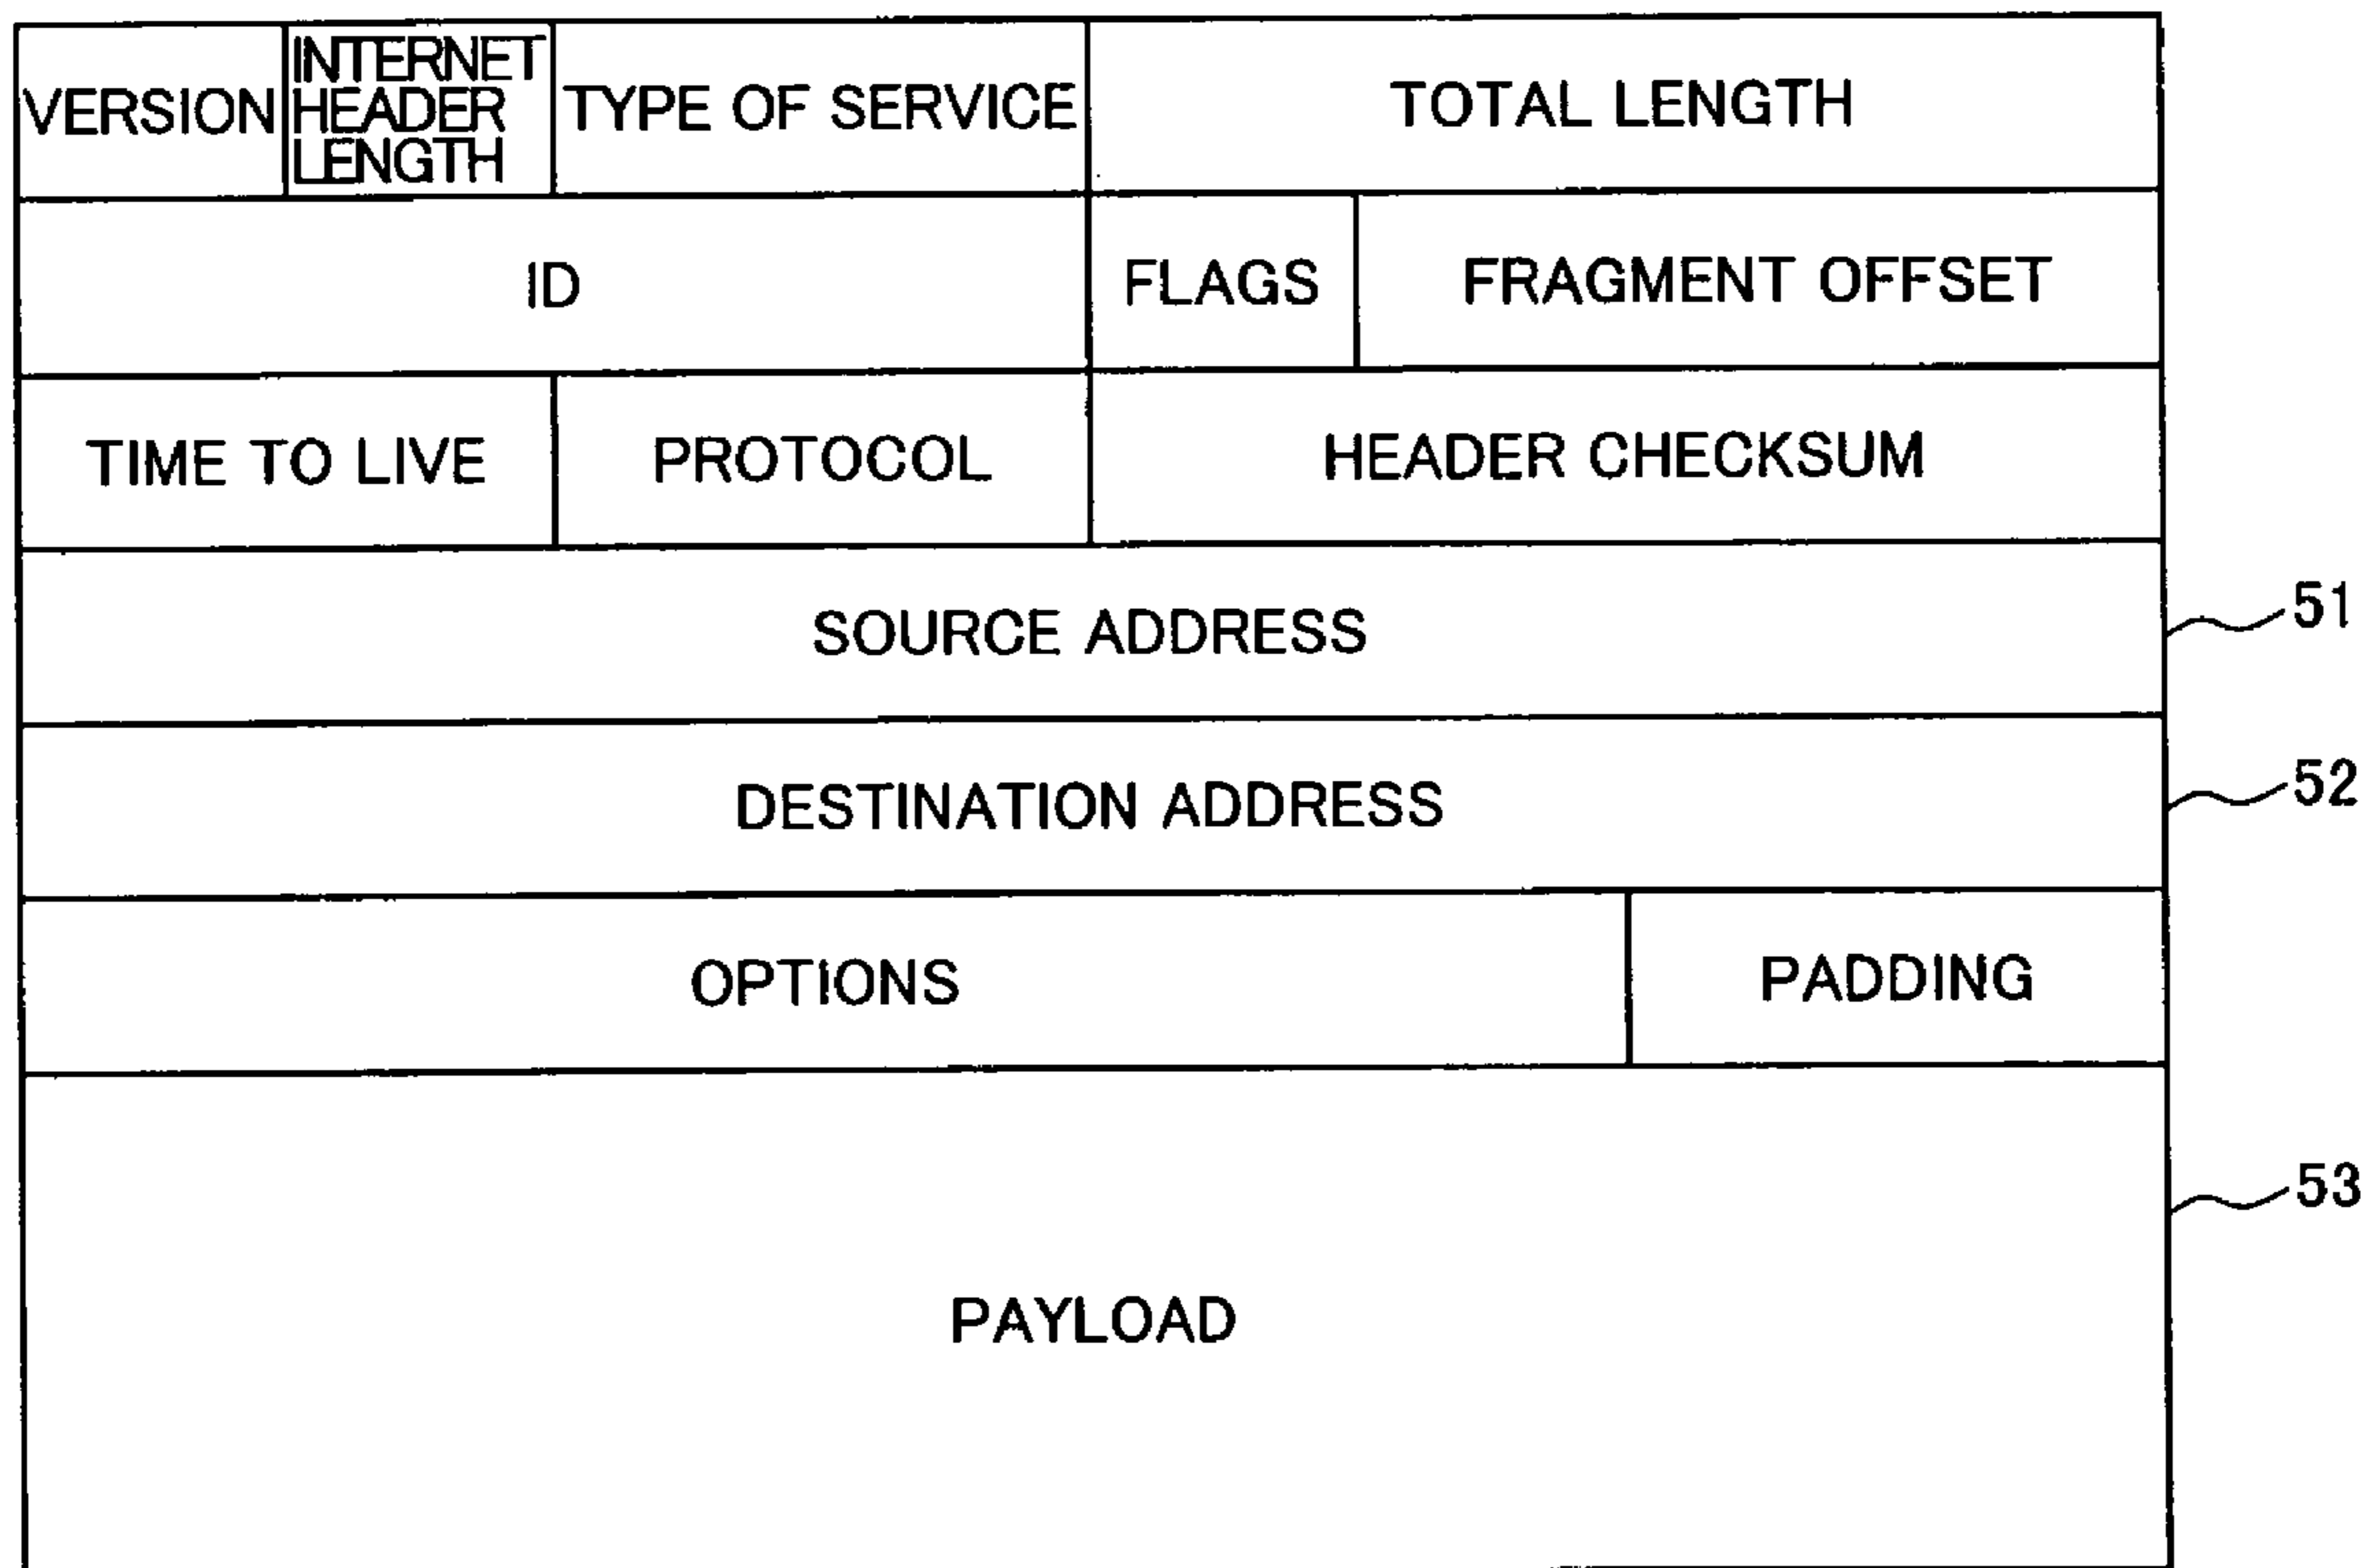 VERSION
INTERNET
HEADER
LENGTH
TYPE OF SERVICE
TOTAL LENGTH
ID
FLAGS
FRAGMENT OFFSET
TIME TO LIVE
PROTOCOL
HEADER CHECKSUM
SOURCE ADDRESS
51
DESTINATION ADDRESS
52
OPTIONS
PADDING
53
PAYLOAD